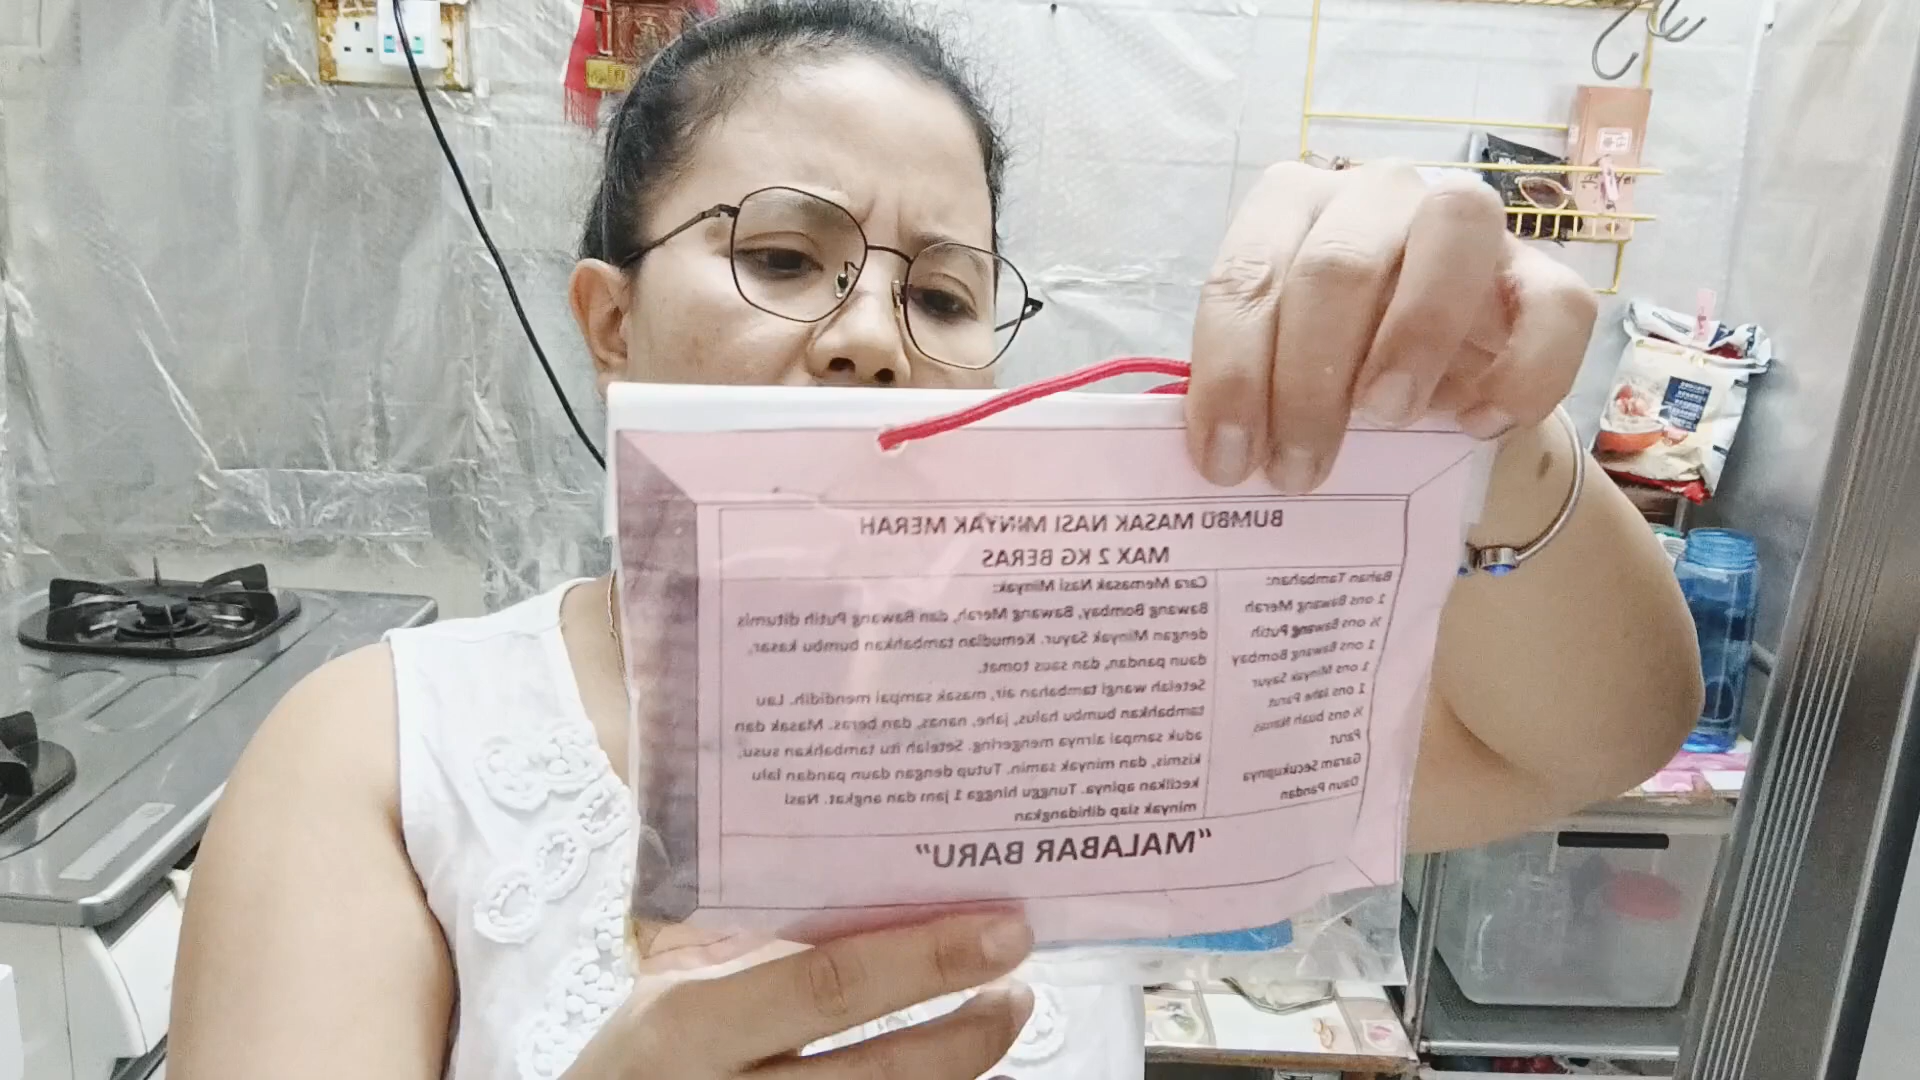 BUMBU MASAK NASI MINYAK MERAH
MAX 2 KG BERAS
Bahan Tambahan:
1 ons Bawang Merah
½ ons Bawang Putih
1 ons Bawang Bombay
1 ons Minyak Sayur
1 ons Jahe Parut
½ ons buah Nanas
Parut
Garam Secukupnya
Daun Pandan
Cara Memasak Nasi Minyak:
Bawang Bombay, Bawang Merah, dan Bawang Putih ditumis
dengan Minyak Sayur. Kemudian tambahkan bumbu kasar,
daun pandan, dan saus tomat.
Setelah wangi tambahan air, masak sampai mendidih. Lau
tambahkan bumbu halus, jahe, nanas, dan beras. Masak dan
aduk sampai airnya mengering. Setelah itu tambahkan susu,
kismis, dan minyak samin. Tutup dengan daun pandan lalu
kecilkan apinya. Tunggu hingga 1 jam dan angkat. Nasi
minyak siap dihidangkan
"MALABAR BARU"